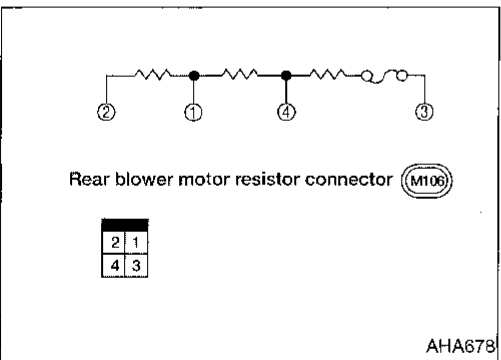 ② ① ④ ③
Rear blower motor resistor connector M106
2 1
4 3
AHA678